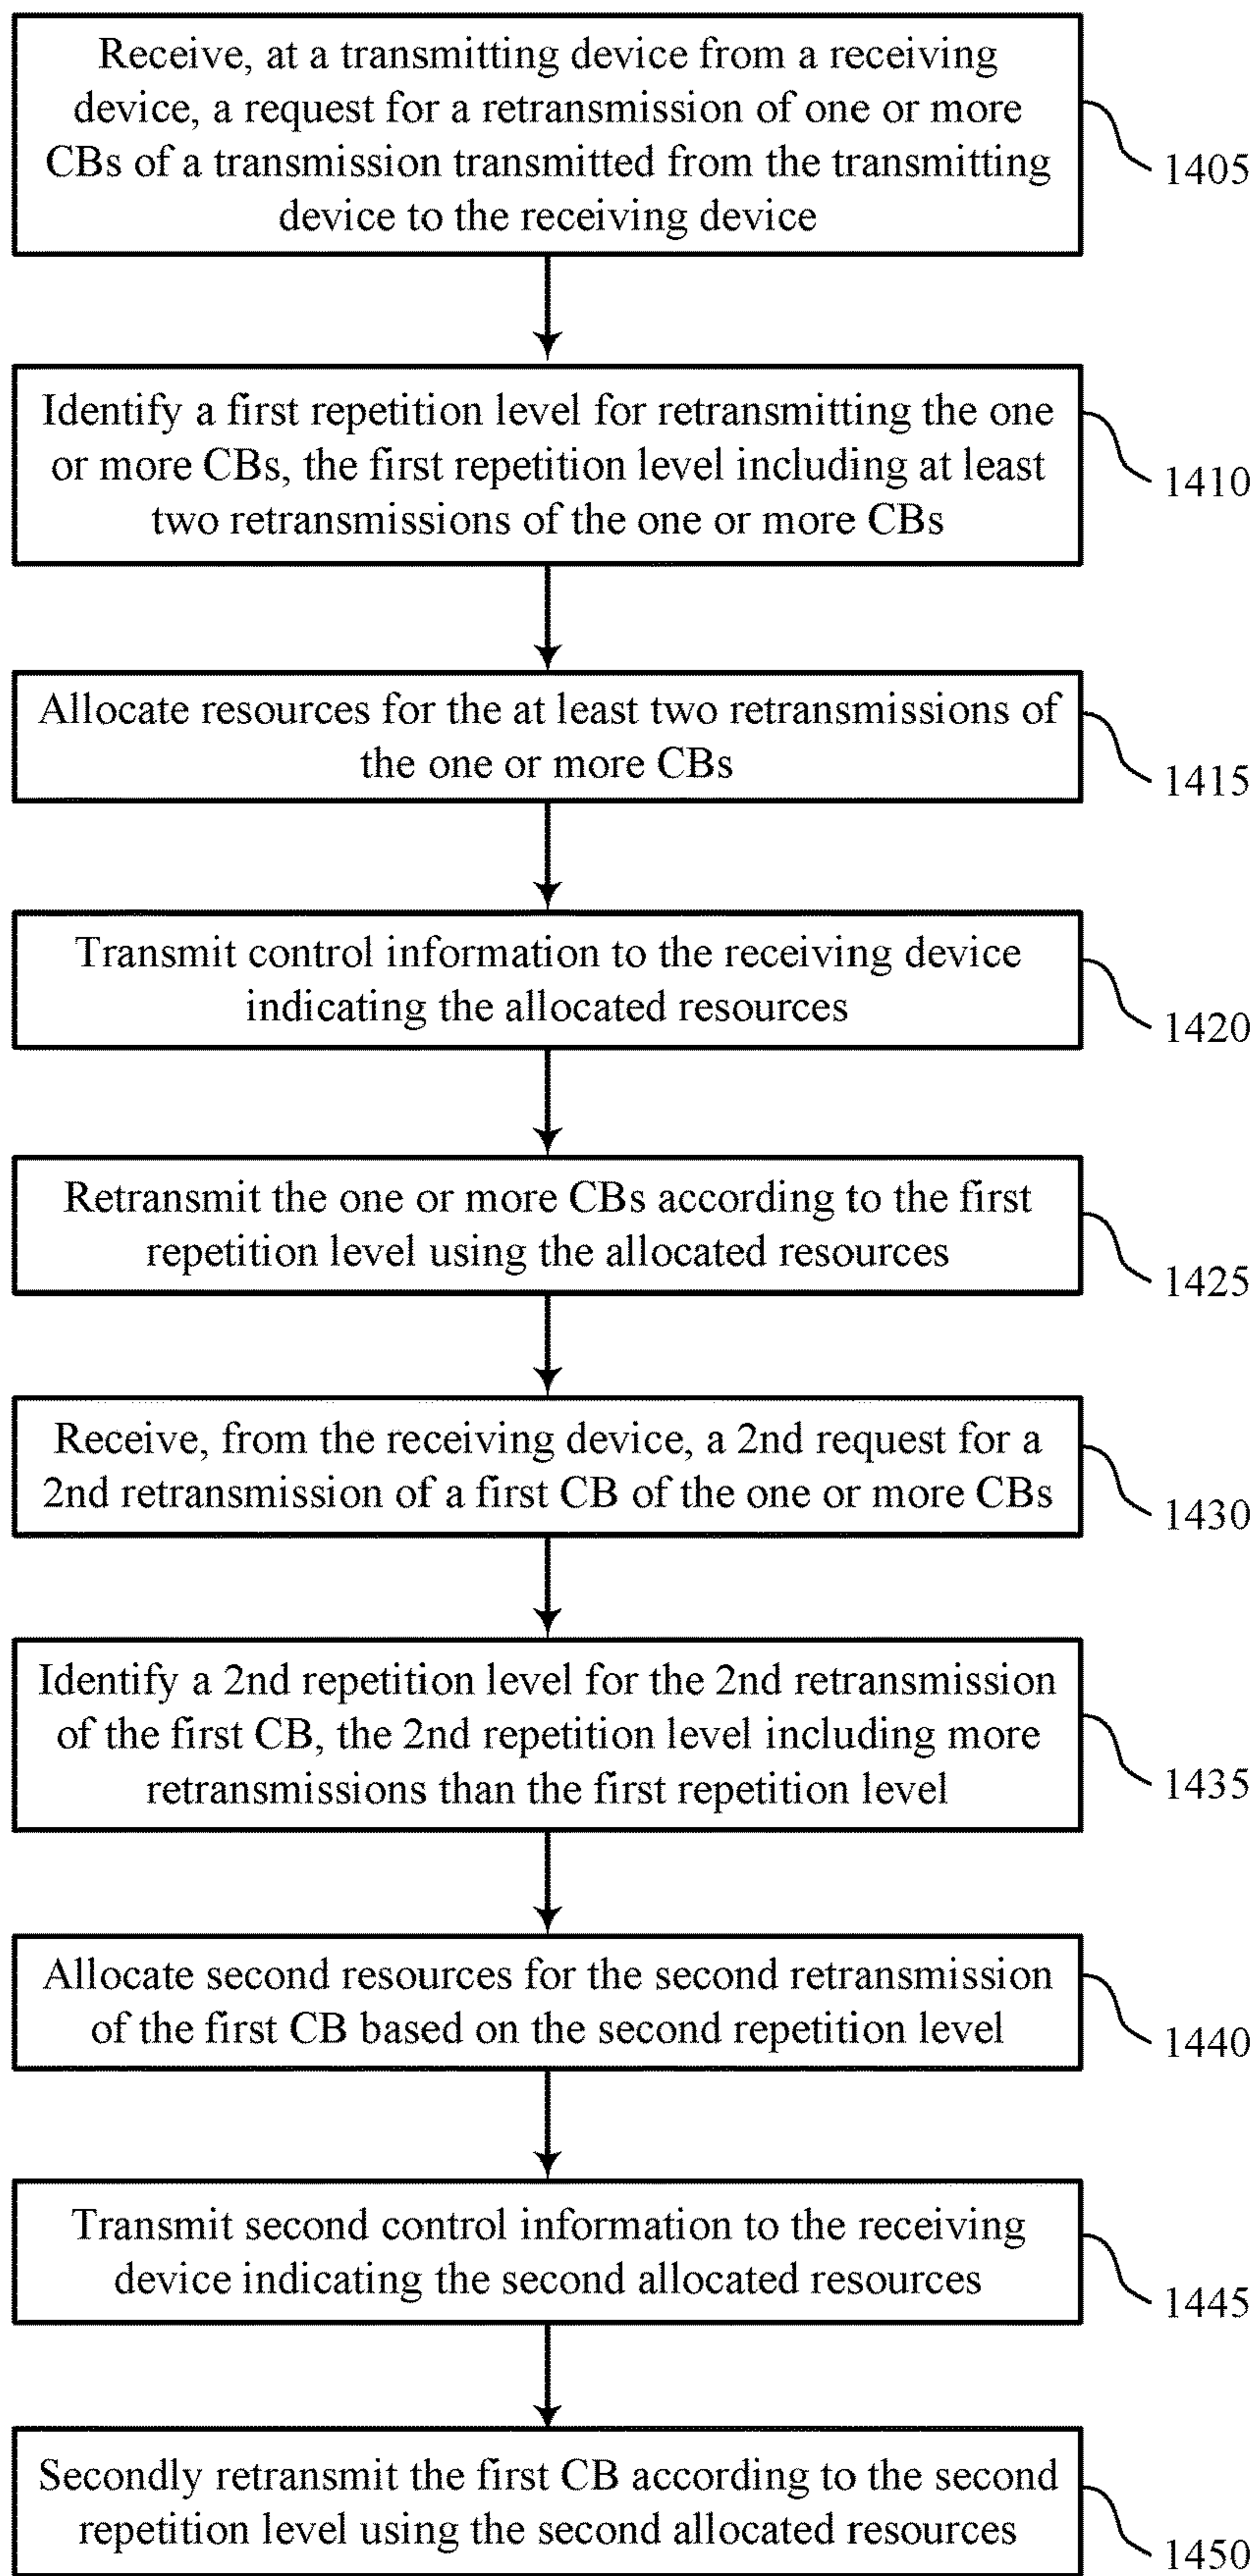 Receive, at a transmitting device from a receiving
device, a request for a retransmission of one or more
CBs of a transmission transmitted from the transmitting
device to the receiving device
1405
Identify a first repetition level for retransmitting the one
or more CBs, the first repetition level including at least
two retransmissions of the one or more CBs
1410
Allocate resources for the at least two retransmissions of
the one or more CBs
1415
Transmit control information to the receiving device
indicating the allocated resources
1420
Retransmit the one or more CBs according to the first
repetition level using the allocated resources
1425
Receive, from the receiving device, a 2nd request for a
2nd retransmission of a first CB of the one or more CBs
1430
Identify a 2nd repetition level for the 2nd retransmission
of the first CB, the 2nd repetition level including more
retransmissions than the first repetition level
1435
Allocate second resources for the second retransmission
of the first CB based on the second repetition level
1440
Transmit second control information to the receiving
device indicating the second allocated resources
1445
Secondly retransmit the first CB according to the second
repetition level using the second allocated resources
1450